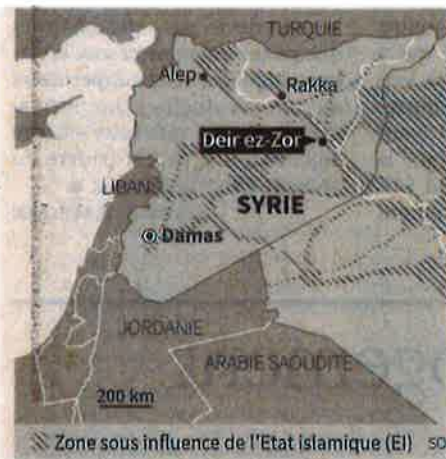 TURQUIE
Alep
Rakka
Deir ez-Zor
LIBAN
SYRIE
Damas
JORDANIE
ARABIE SAOUDITE
200 km
Zone sous influence de l'Etat islamique (EI)
SO